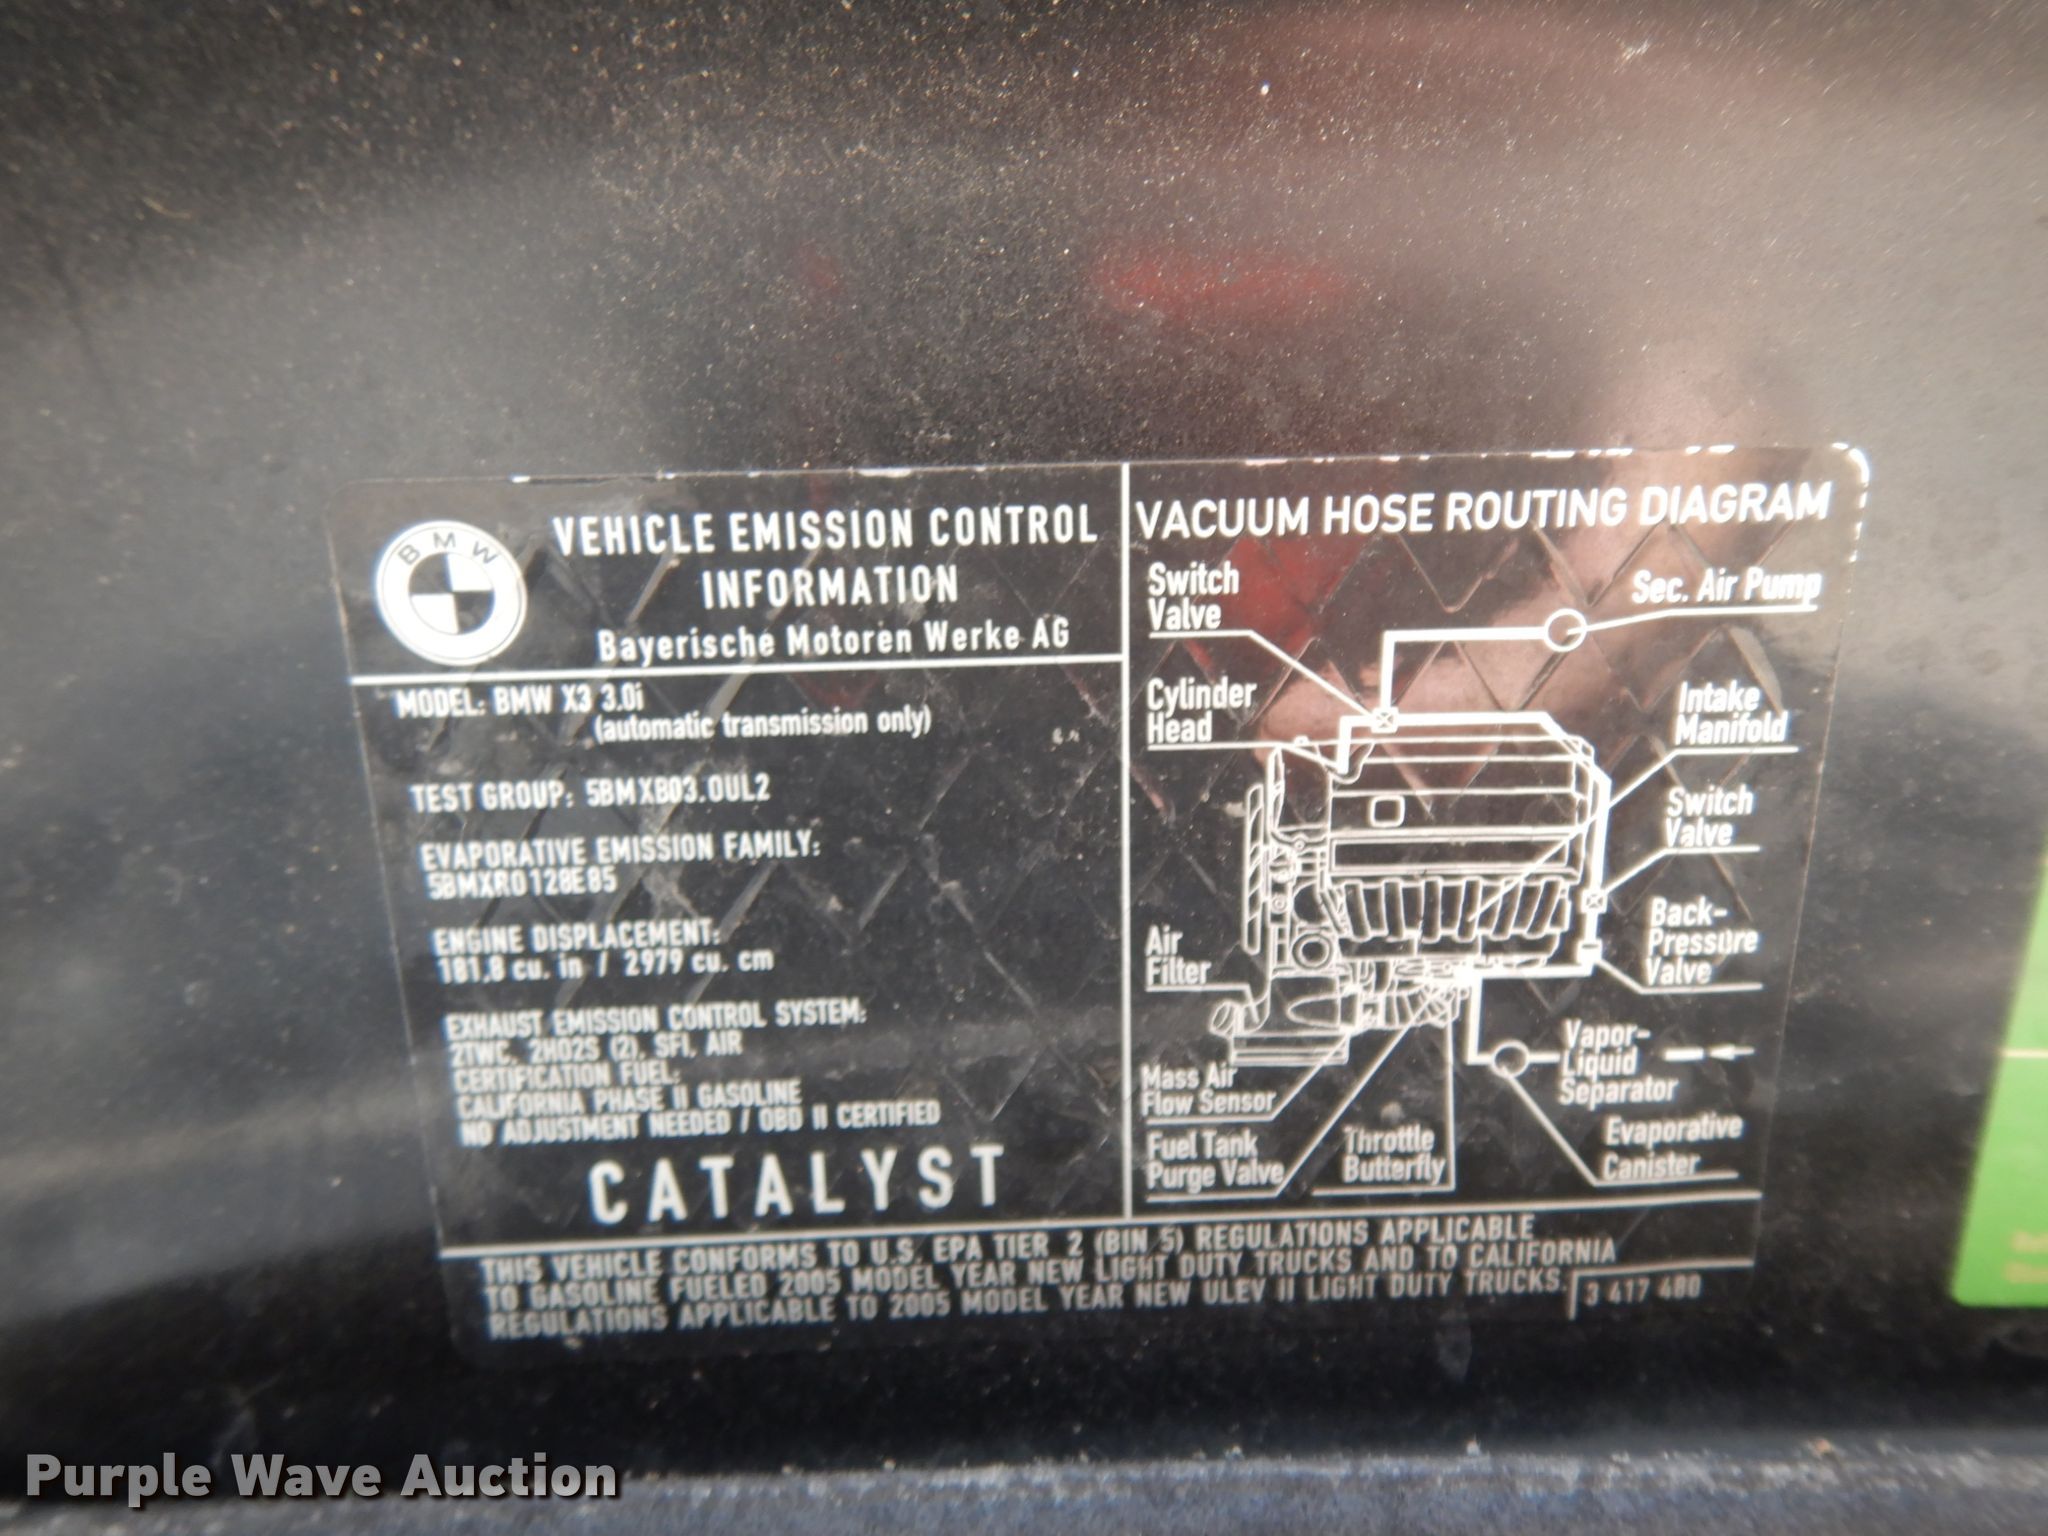 BMW
VEHICLE EMISSION CONTROL
INFORMATION
Bayerische Motoren Werke AG
MODEL: BMW X3 3.0i
(automatic transmission only)
TEST GROUP: 5BMXB03.0UL2
EVAPORATIVE EMISSION FAMILY:
5BMXR0128E85
ENGINE DISPLACEMENT:
181.8 cu. in / 2979 cu. cm
EXHAUST EMISSION CONTROL SYSTEM:
2TWC, 2HO2S (2), SFI, AIR
CERTIFICATION FUEL:
CALIFORNIA PHASE II GASOLINE
NO ADJUSTMENT NEEDED / OBD II CERTIFIED
CATALYST
VACUUM HOSE ROUTING DIAGRAM
Switch
Valve
Sec. Air Pump
Cylinder
Head
Intake
Manifold
Switch
Valve
Air
Filter
Back-
Pressure
Valve
Mass Air
Flow Sensor
Vapor-
Liquid
Separator
Fuel Tank
Purge Valve
Throttle
Butterfly
Evaporative
Canister
THIS VEHICLE CONFORMS TO U.S. EPA TIER 2 (BIN 5) REGULATIONS APPLICABLE
TO GASOLINE FUELED 2005 MODEL YEAR NEW LIGHT DUTY TRUCKS AND TO CALIFORNIA
REGULATIONS APPLICABLE TO 2005 MODEL YEAR NEW ULEV II LIGHT DUTY TRUCKS.
3 417 480
Purple Wave Auction